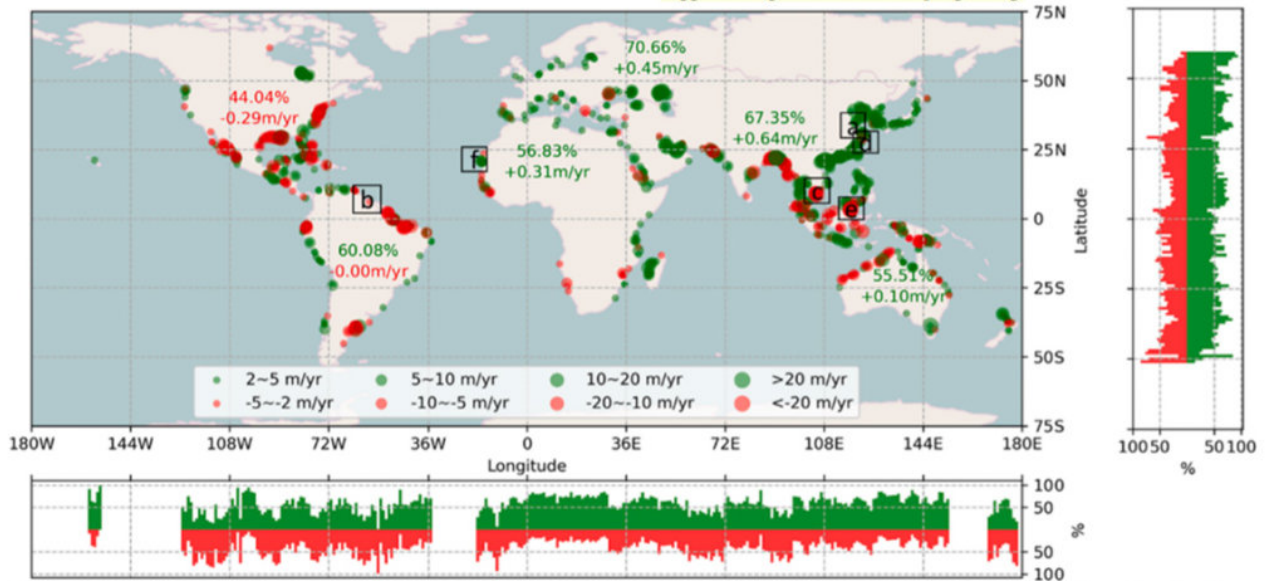 75N
70.66%
+0.45m/yr
50N
44.04%
-0.29m/yr
67.35%
+0.64m/yr
a
d
25N
f
56.83%
+0.31m/yr
b
c
e
0
60.08%
-0.00m/yr
55.51%
+0.10m/yr
25S
50S
2~5 m/yr
5~10 m/yr
10~20 m/yr
>20 m/yr
-5~-2 m/yr
-10~-5 m/yr
-20~-10 m/yr
<-20 m/yr
75S
180W 144W 108W 72W 36W 0 36E 72E 108E 144E 180E
Longitude
Latitude
100 50 50 100
%
100
50
50
100
%